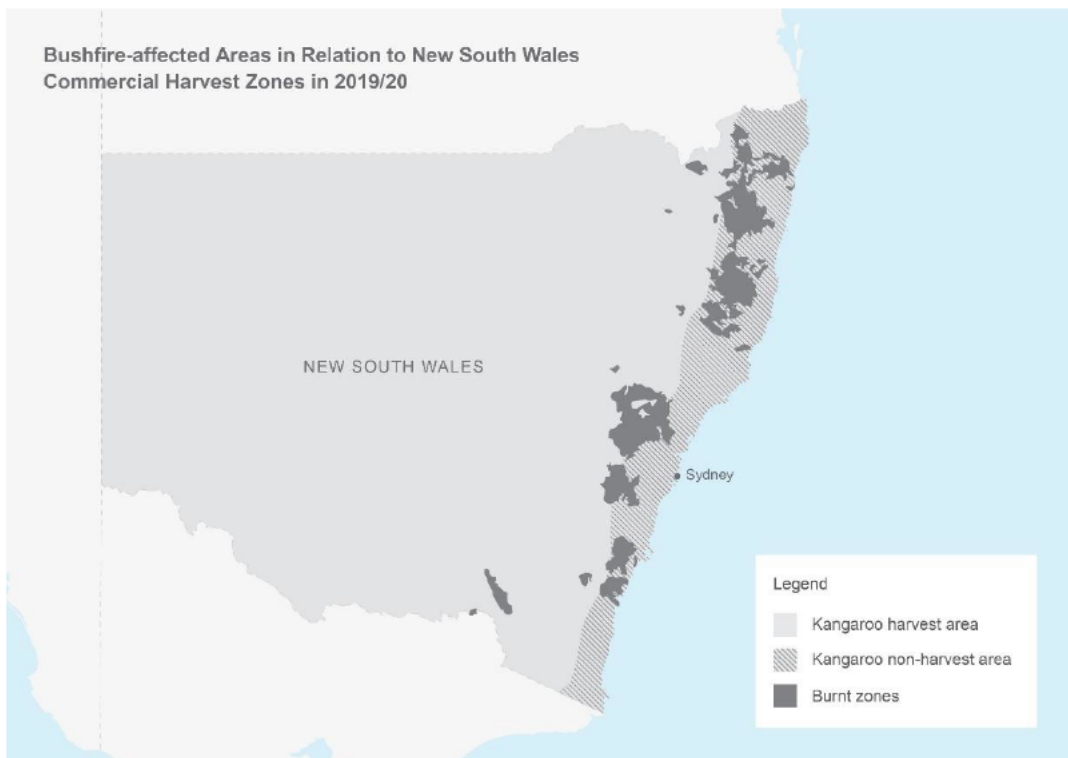 Bushfire-affected Areas in Relation to New South Wales
Commercial Harvest Zones in 2019/20
NEW SOUTH WALES
Sydney
Legend
Kangaroo harvest area
Kangaroo non-harvest area
Burnt zones